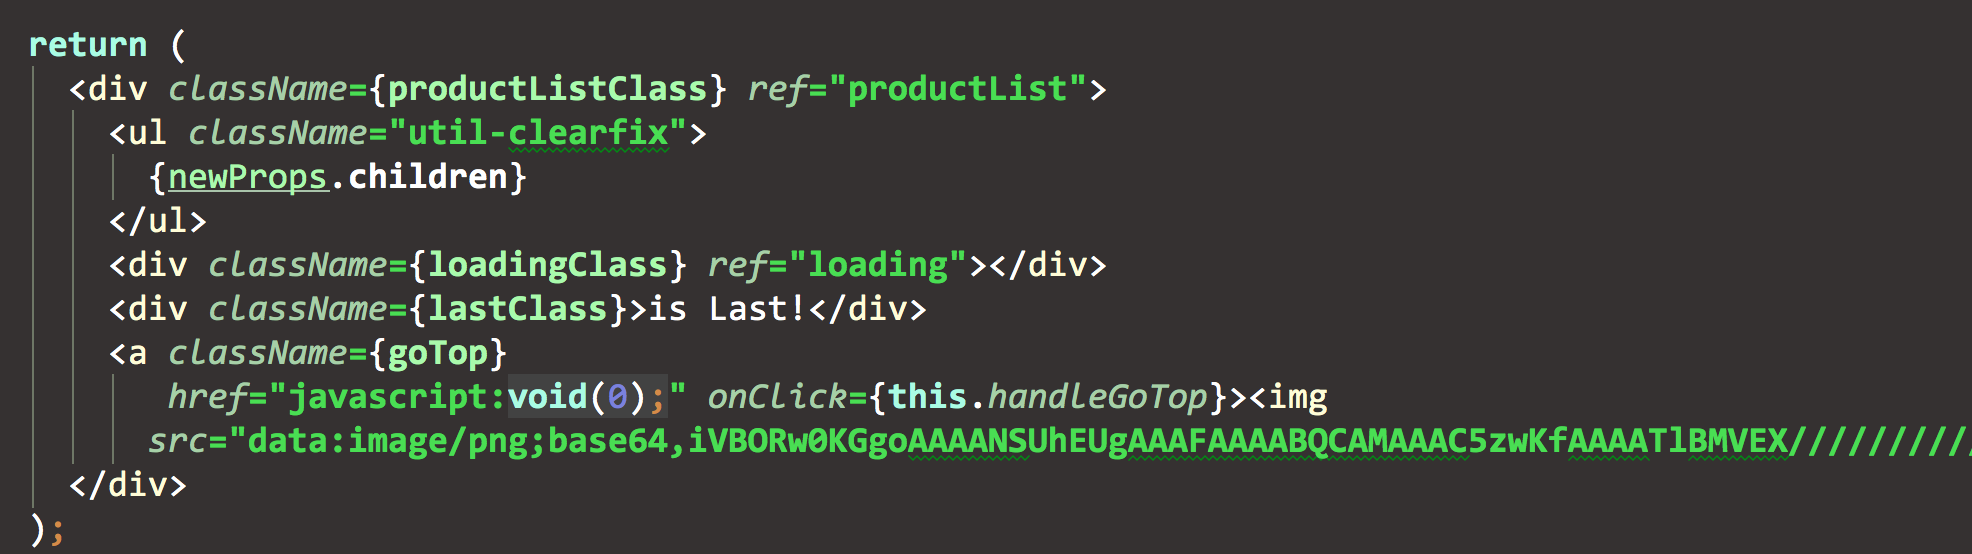 return (
<div className={productListClass} ref="productList">
<ul className="util-clearfix">
{newProps.children}
</ul>
<div className={loadingClass} ref="loading"></div>
<div className={lastClass}>is Last!</div>
<a className={goTop}
href="javascript:void(0);" onClick={this.handleGoTop}><img
src="data:image/png;base64,iVBORw0KGgoAAAANSUhEUgAAAFAAAABQCAMAAAC5zwKfAAAATlBMVEX//////////
</div>
);